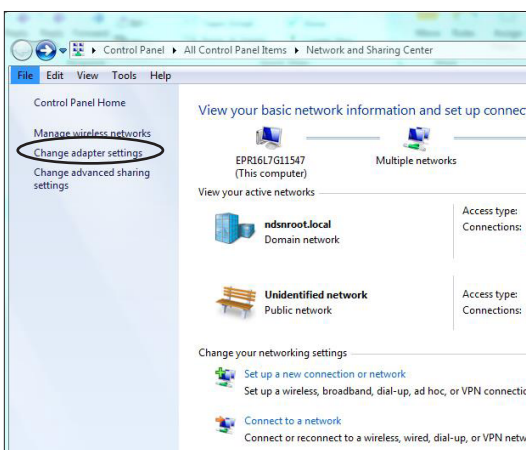 Control Panel ▸ All Control Panel Items ▸ Network and Sharing Center
File Edit View Tools Help
Control Panel Home
Manage wireless networks
Change adapter settings
Change advanced sharing
settings
View your basic network information and set up connec
EPR16L7G11547
(This computer)
Multiple networks
View your active networks
ndsnroot.local
Domain network
Access type:
Connections:
Unidentified network
Public network
Access type:
Connections:
Change your networking settings
Set up a new connection or network
Set up a wireless, broadband, dial-up, ad hoc, or VPN connectio
Connect to a network
Connect or reconnect to a wireless, wired, dial-up, or VPN netw